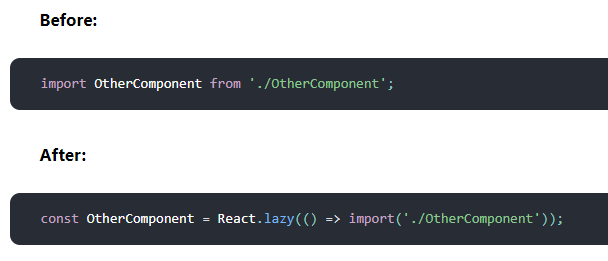 Before:
import OtherComponent from './OtherComponent';
After:
const OtherComponent = React.lazy(() => import('./OtherComponent'));